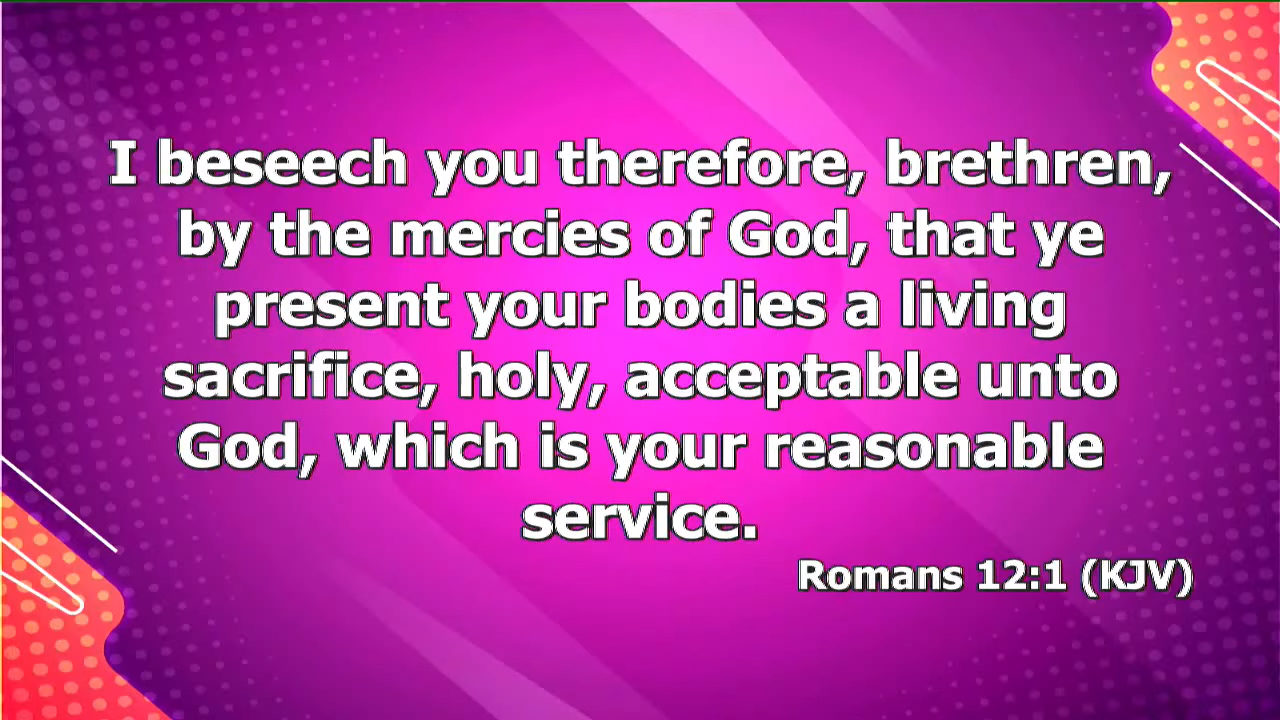 I beseech you therefore, brethren,
by the mercies of God, that ye
present your bodies a living
sacrifice, holy, acceptable unto
God, which is your reasonable
service.
Romans 12:1 (KJV)